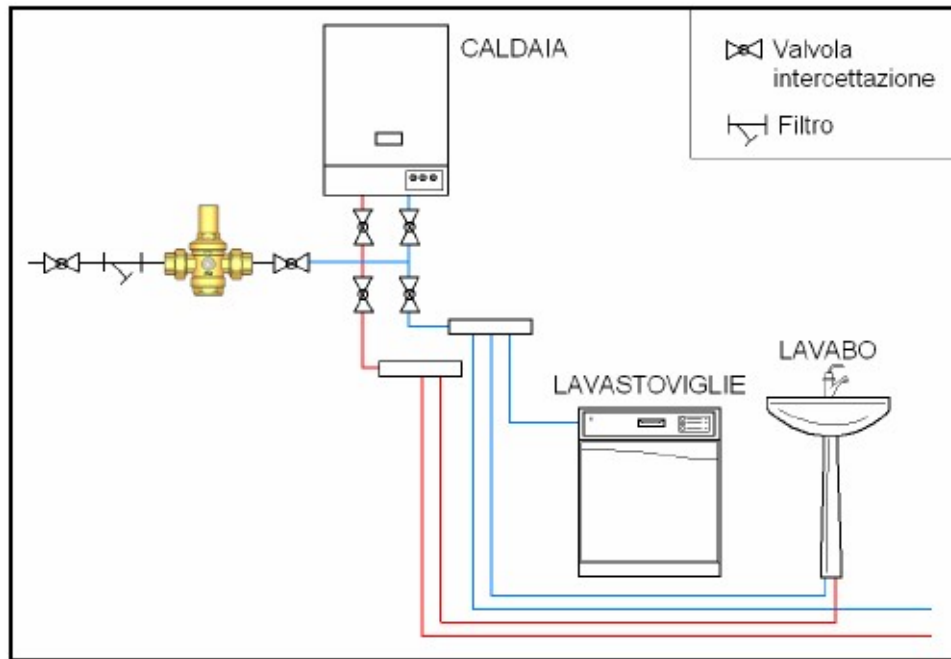 CALDAIA
Valvola
intercettazione
Filtro
LAVASTOVIGLIE
LAVABO